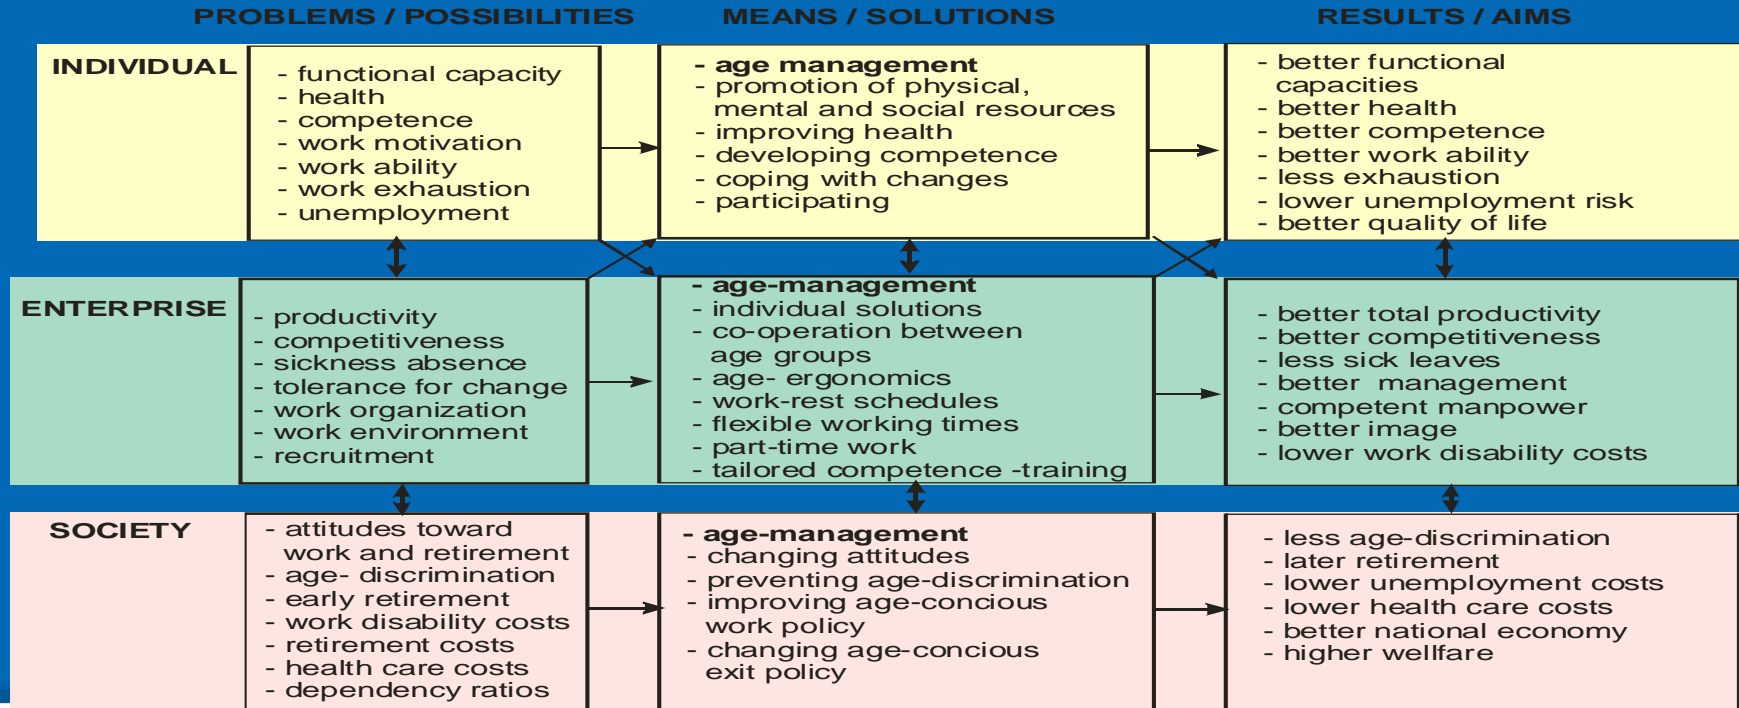 PROBLEMS / POSSIBILITIES
MEANS / SOLUTIONS
RESULTS / AIMS
INDIVIDUAL
- functional capacity
- health
- competence
- work motivation
- work ability
- work exhaustion
- unemployment
- age management
- promotion of physical,
mental and social resources
- improving health
- developing competence
- coping with changes
- participating
- better functional
capacities
- better health
- better competence
- better work ability
- less exhaustion
- lower unemployment risk
- better quality of life
ENTERPRISE
- productivity
- competitiveness
- sickness absence
- tolerance for change
- work organization
- work environment
- recruitment
- age-management
- individual solutions
- co-operation between
age groups
- age- ergonomics
- work-rest schedules
- flexible working times
- part-time work
- tailored competence -training
- better total productivity
- better competitiveness
- less sick leaves
- better management
- competent manpower
- better image
- lower work disability costs
SOCIETY
- attitudes toward
work and retirement
- age- discrimination
- early retirement
- work disability costs
- retirement costs
- health care costs
- dependency ratios
- age-management
- changing attitudes
- preventing age-discrimination
- improving age-concious
work policy
- changing age-concious
exit policy
- less age-discrimination
- later retirement
- lower unemployment costs
- lower health care costs
- better national economy
- higher wellfare